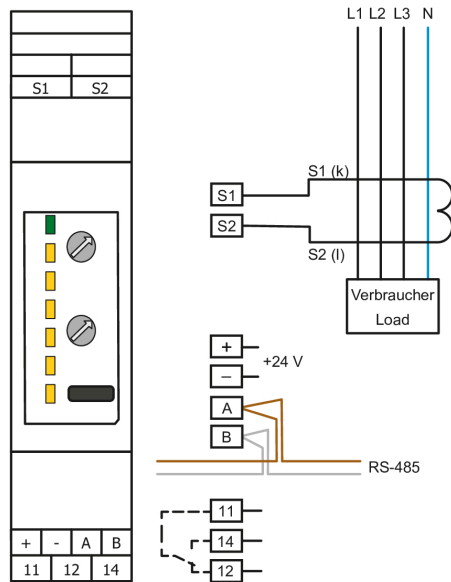 S1 S2
+ - A B
11 12 14
L1 L2 L3 N
S1 (k)
S1
S2
S2 (l)
Verbraucher
Load
+
–
+24 V
A
B
RS-485
11
14
12